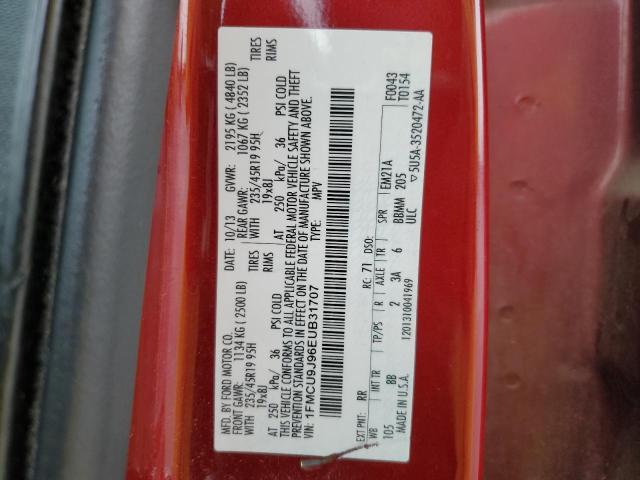 MFD. BY FORD MOTOR CO.
DATE: 10/13 GVWR: 2195 KG ( 4840 LB)
FRONT GAWR: 1134 KG ( 2500 LB) REAR GAWR: 1067 KG ( 2352 LB)
WITH 235/45R19 95H TIRES WITH 235/45R19 95H TIRES
19x8J RIMS 19x8J RIMS
AT 250 kPa/ 36 PSI COLD AT 250 kPa/ 36 PSI COLD
THIS VEHICLE CONFORMS TO ALL APPLICABLE FEDERAL MOTOR VEHICLE SAFETY AND THEFT
PREVENTION STANDARDS IN EFFECT ON THE DATE OF MANUFACTURE SHOWN ABOVE.
VIN: 1FMCU9J96EUB31707 TYPE: MPV
EXT PNT: RR RC: 71 DSO: F0043
WB INT TR TP/PS R AXLE TR SPR EM21A T0154
105 8B 2 3A 6 BBMM 205
ULC ▽5U5A-3520472-AA
MADE IN U.S.A. 1201310041969